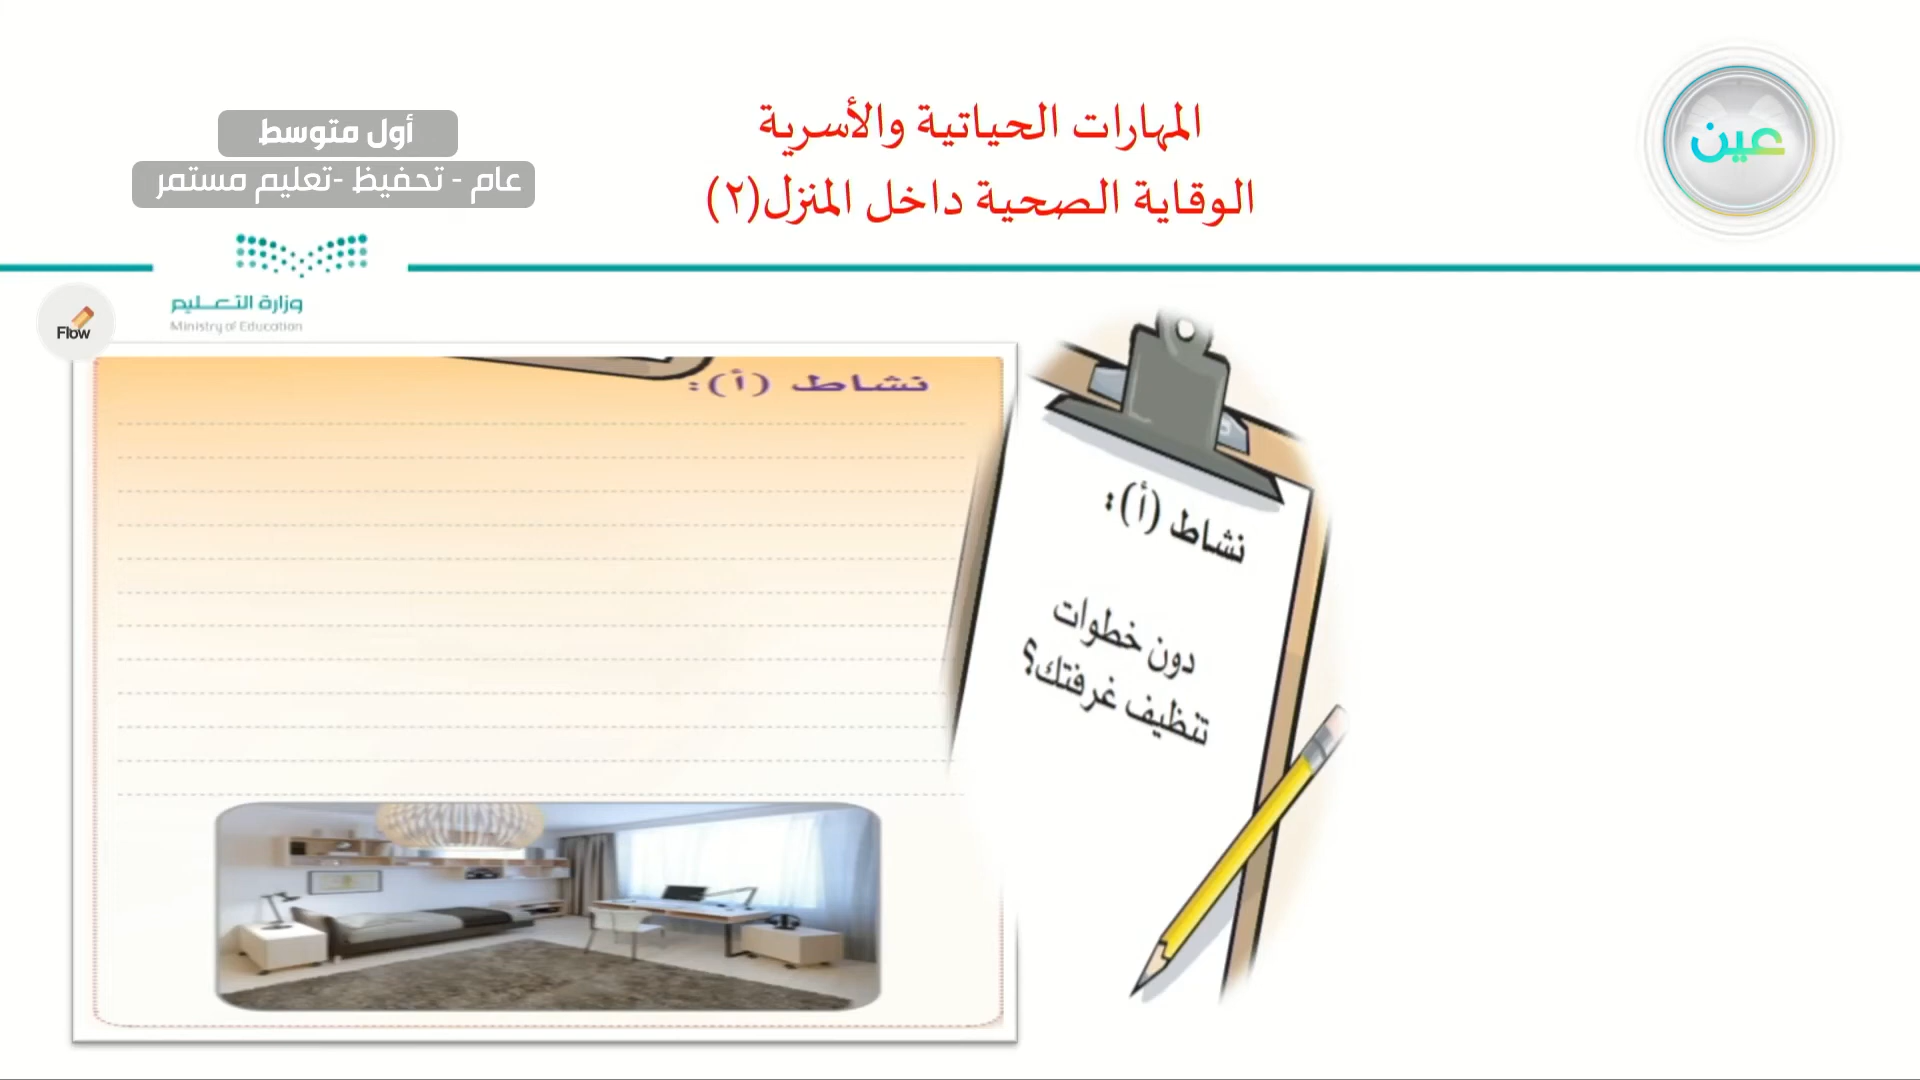 المهارات الحياتية والأسرية
الوقاية الصحية داخل المنزل(٢)
عين
أول متوسط
عام - تحفيظ -تعليم مستمر
وزارة التعليم
Ministry of Education
Flow
نشاط (أ):
نشاط (أ):
دون خطوات
تنظيف غرفتك؟